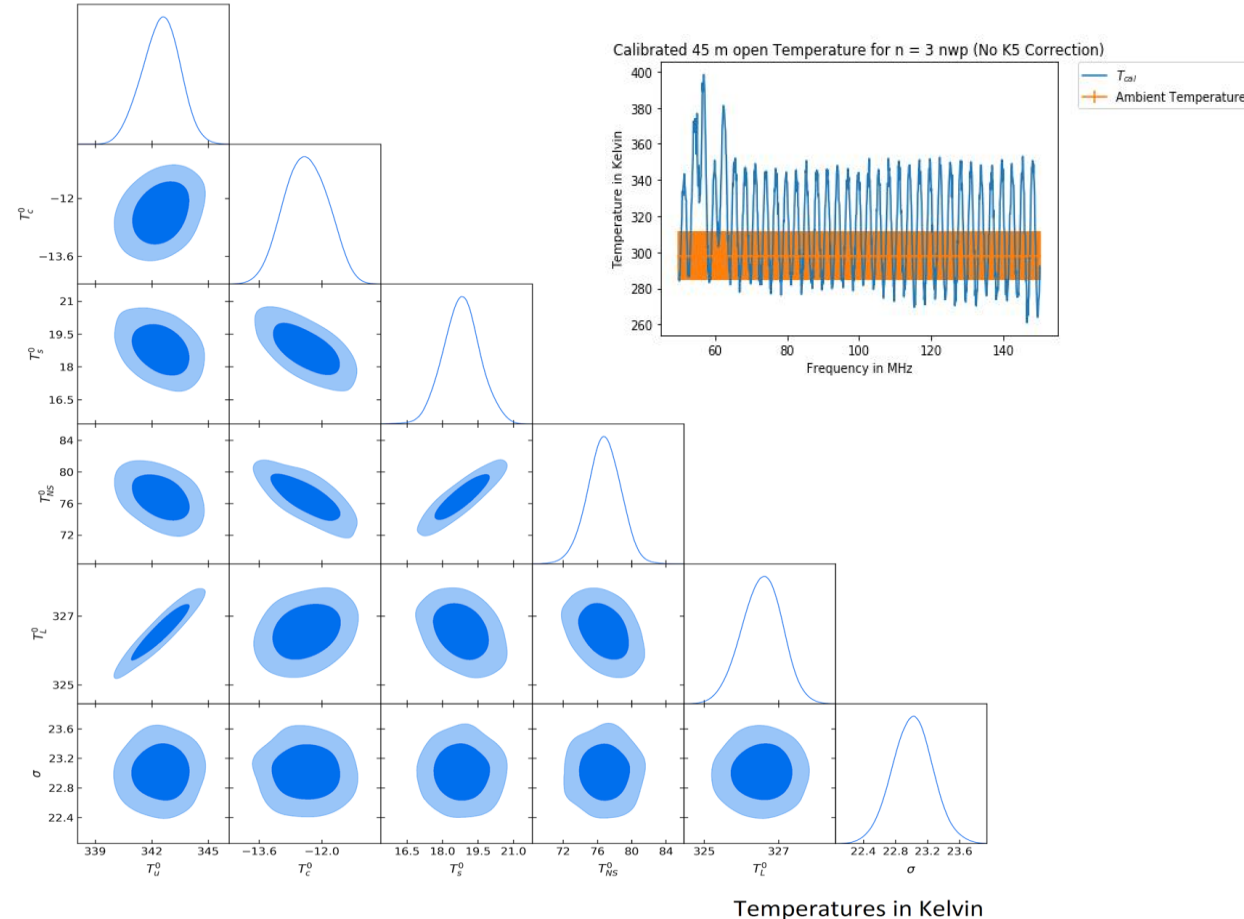 Calibrated 45 m open Temperature for n = 3 nwp (No K5 Correction)
400
380
360
340
320
300
280
260
Temperature in Kelvin
60 80 100 120 140
Frequency in MHz
T_cal
Ambient Temperature
−12
−13.6
T_c^0
21.0
19.5
18.0
16.5
T_s^0
84
80
76
72
T_NS^0
327
325
T_L^0
23.6
23.2
22.8
22.4
σ
339 342 345
−13.6 −12.0
16.5 18.0 19.5 21.0
72 76 80 84
325 327
22.4 22.8 23.2 23.6
T_u^0 T_c^0 T_s^0 T_NS^0 T_L^0 σ
Temperatures in Kelvin